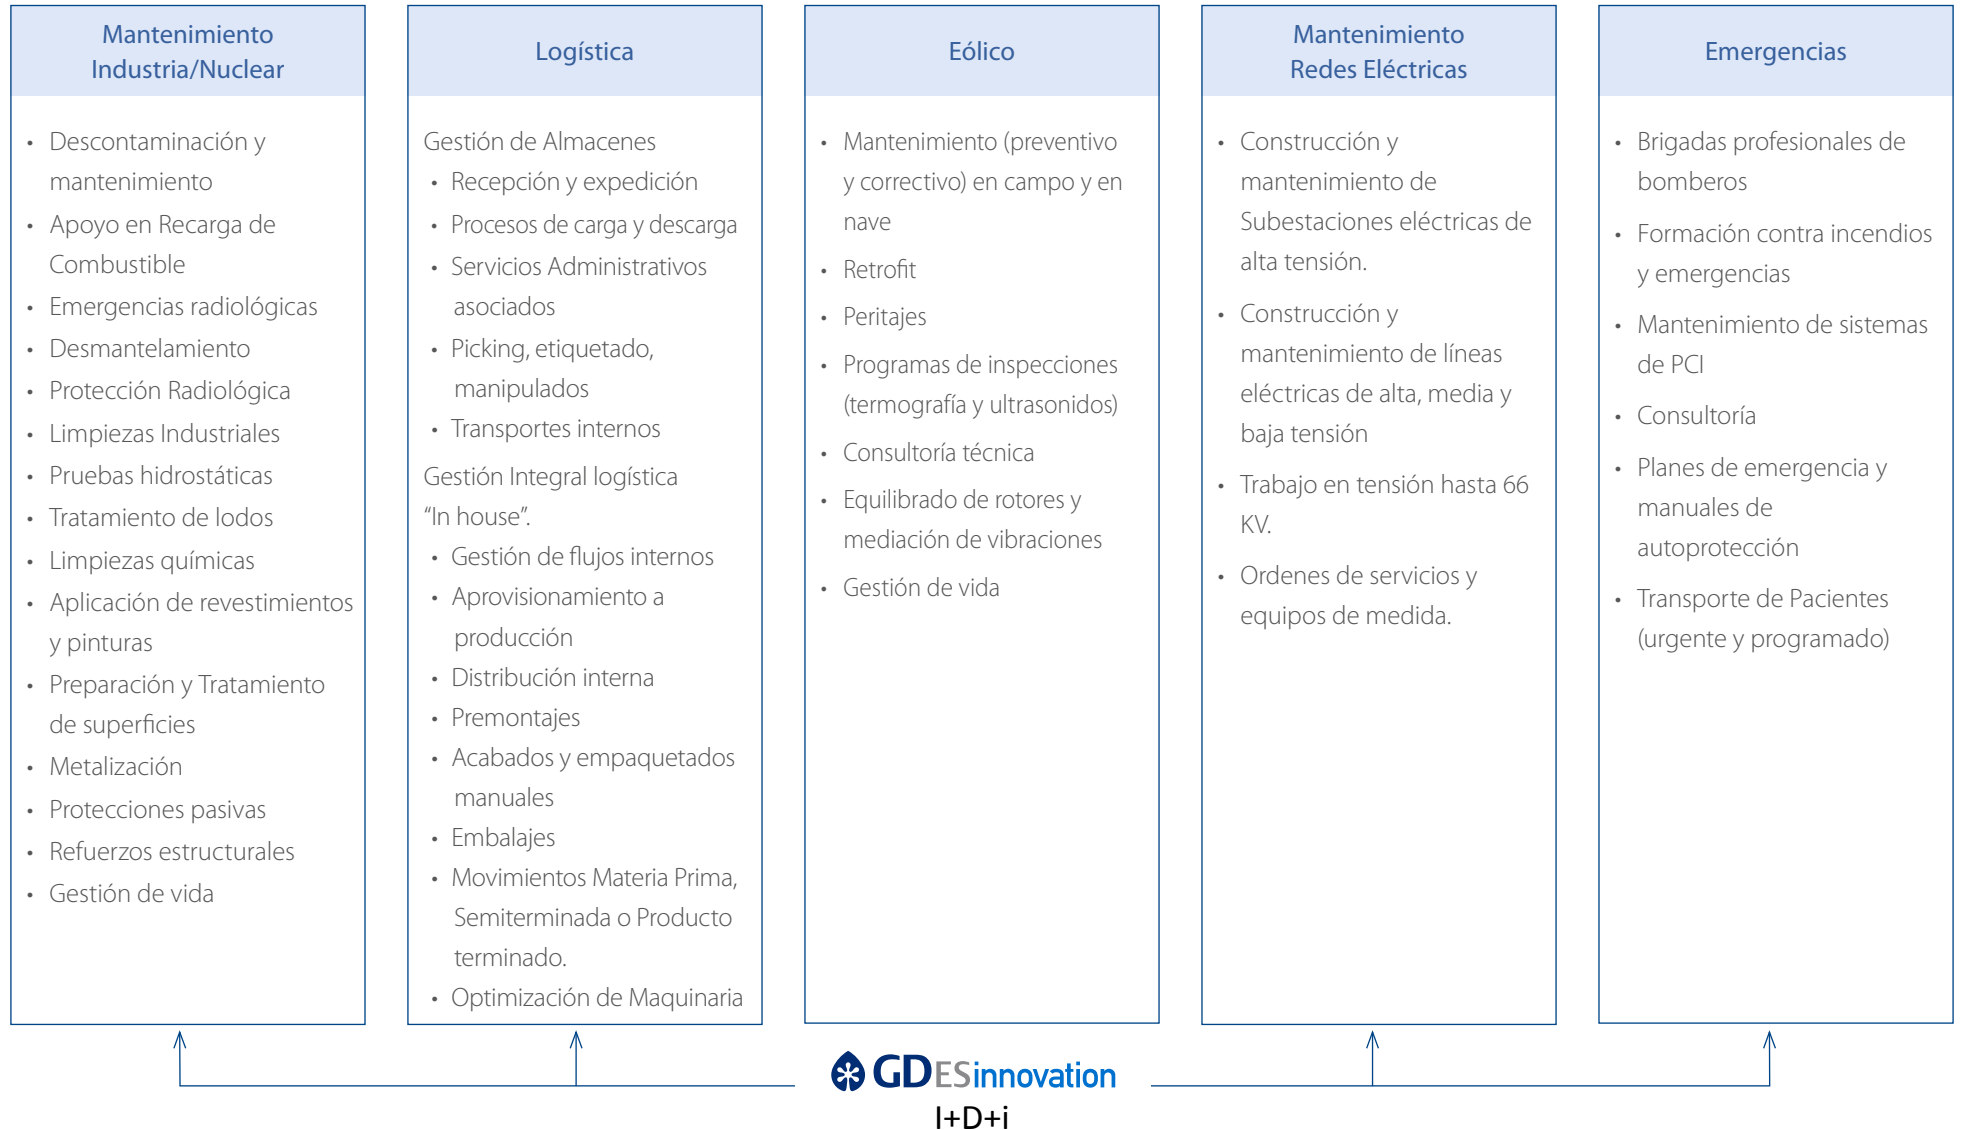 Mantenimiento
Industria/Nuclear
• Descontaminación y
mantenimiento
• Apoyo en Recarga de
Combustible
• Emergencias radiológicas
• Desmantelamiento
• Protección Radiológica
• Limpiezas Industriales
• Pruebas hidrostáticas
• Tratamiento de lodos
• Limpiezas químicas
• Aplicación de revestimientos
y pinturas
• Preparación y Tratamiento
de superficies
• Metalización
• Protecciones pasivas
• Refuerzos estructurales
• Gestión de vida
Logística
Gestión de Almacenes
• Recepción y expedición
• Procesos de carga y descarga
• Servicios Administrativos
asociados
• Picking, etiquetado,
manipulados
• Transportes internos
Gestión Integral logística
“In house”.
• Gestión de flujos internos
• Aprovisionamiento a
producción
• Distribución interna
• Premontajes
• Acabados y empaquetados
manuales
• Embalajes
• Movimientos Materia Prima,
Semiterminada o Producto
terminado.
• Optimización de Maquinaria
Eólico
• Mantenimiento (preventivo
y correctivo) en campo y en
nave
• Retrofit
• Peritajes
• Programas de inspecciones
(termografía y ultrasonidos)
• Consultoría técnica
• Equilibrado de rotores y
mediación de vibraciones
• Gestión de vida
Mantenimiento
Redes Eléctricas
• Construcción y
mantenimiento de
Subestaciones eléctricas de
alta tensión.
• Construcción y
mantenimiento de líneas
eléctricas de alta, media y
baja tensión
• Trabajo en tensión hasta 66
KV.
• Ordenes de servicios y
equipos de medida.
Emergencias
• Brigadas profesionales de
bomberos
• Formación contra incendios
y emergencias
• Mantenimiento de sistemas
de PCI
• Consultoría
• Planes de emergencia y
manuales de
autoprotección
• Transporte de Pacientes
(urgente y programado)
GDESinnovation
I+D+i